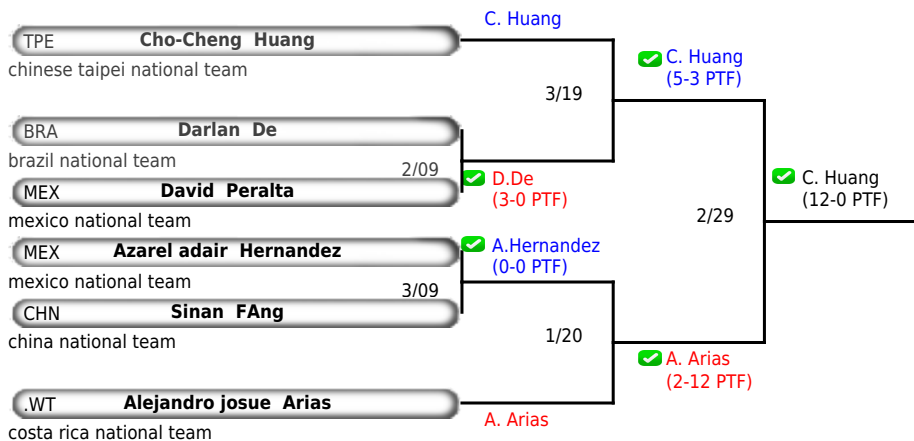 C. Huang
TPE Cho-Cheng Huang
chinese taipei national team
C. Huang
(5-3 PTF)
3/19
BRA Darlan De
brazil national team
2/09
D.De
(3-0 PTF)
MEX David Peralta
mexico national team
C. Huang
(12-0 PTF)
2/29
MEX Azarel adair Hernandez
mexico national team
A.Hernandez
(0-0 PTF)
3/09
CHN Sinan FAng
china national team
1/20
A. Arias
(2-12 PTF)
.WT Alejandro josue Arias
costa rica national team
A. Arias